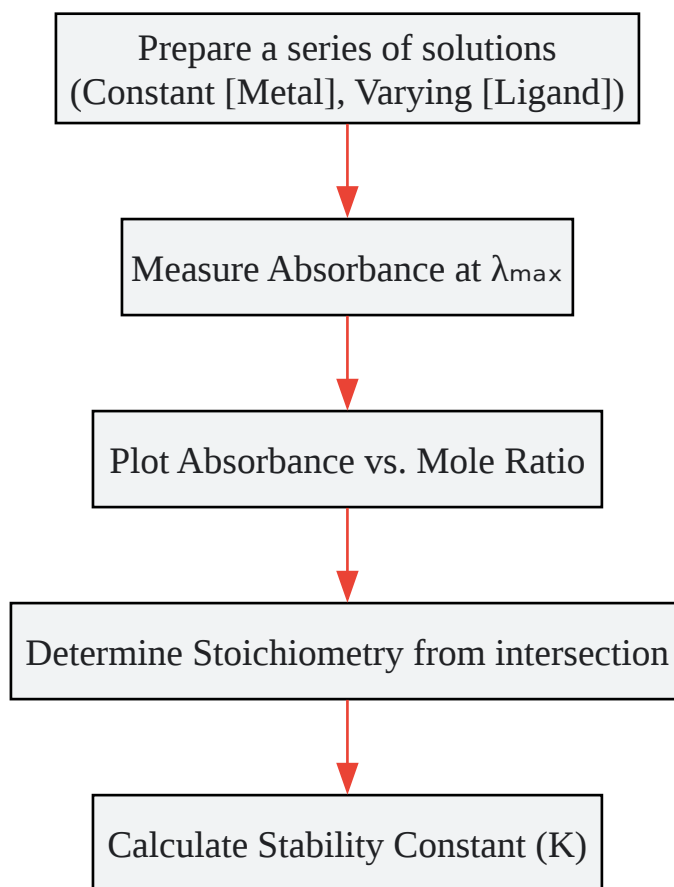 Prepare a series of solutions
(Constant [Metal], Varying [Ligand])
Measure Absorbance at λmax
Plot Absorbance vs. Mole Ratio
Determine Stoichiometry from intersection
Calculate Stability Constant (K)